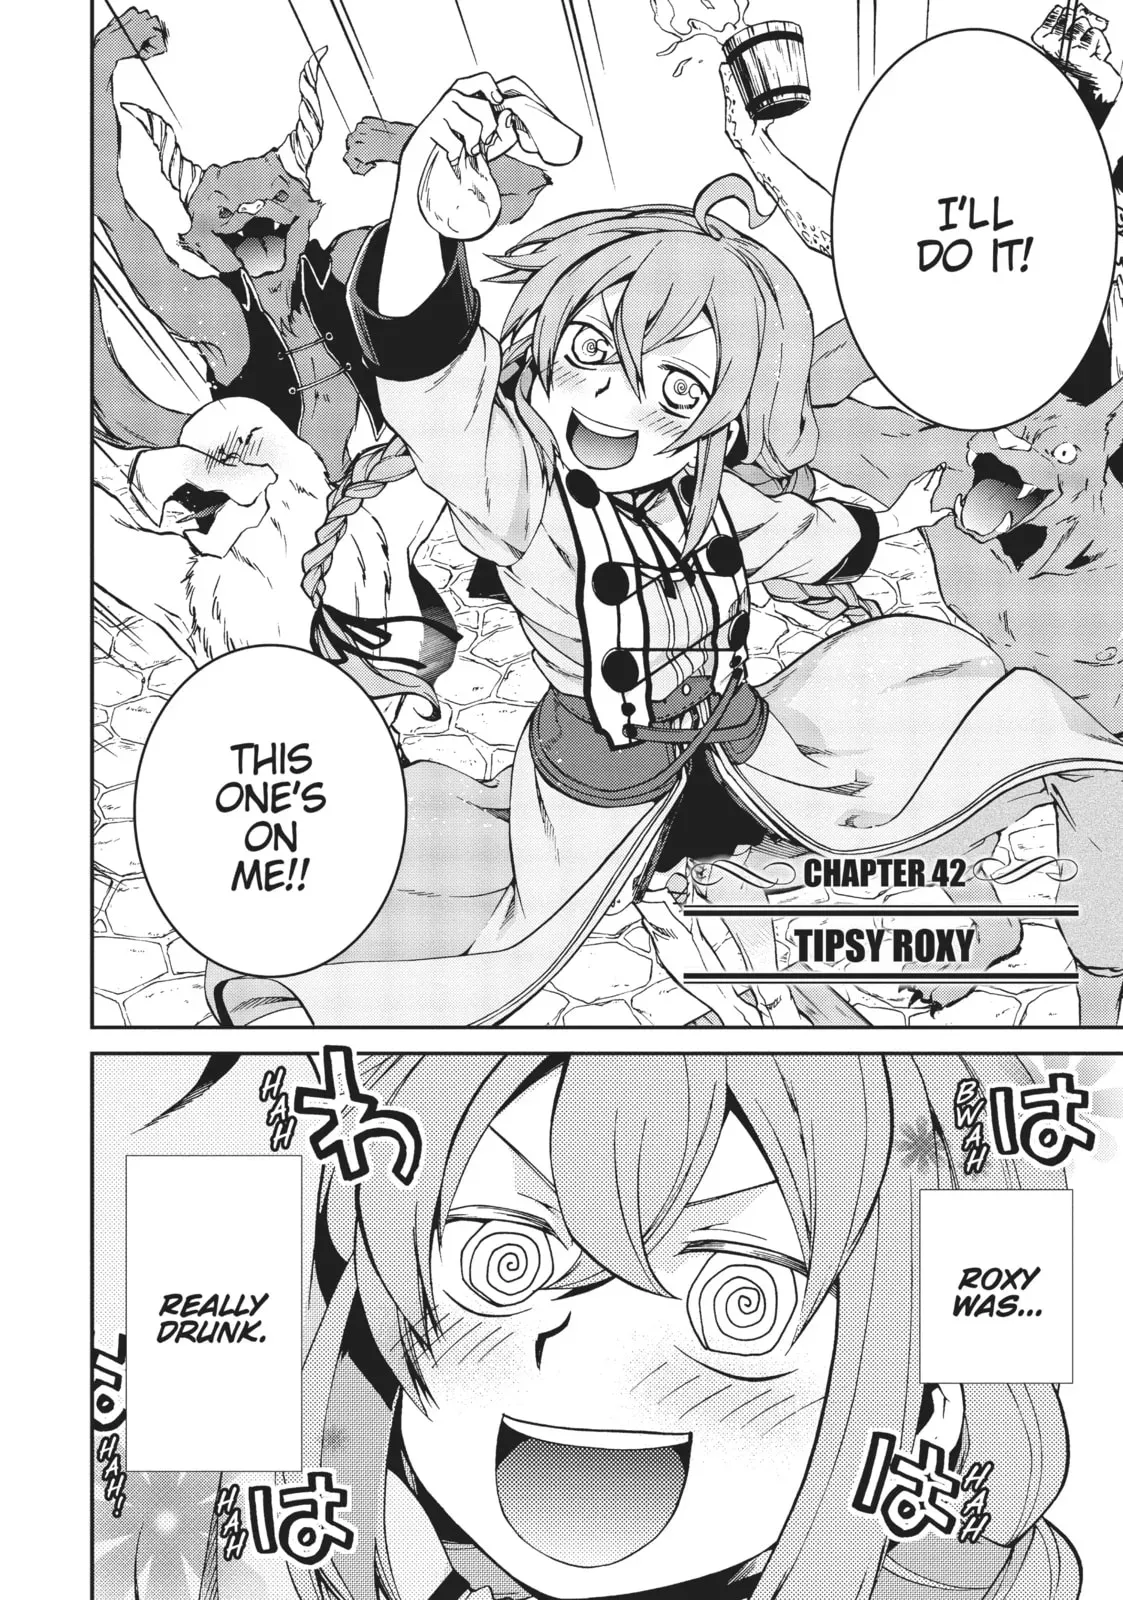 I'LL
DO IT!
THIS
ONE'S
ON
ME!!
CHAPTER 42
TIPSY ROXY
BWAH
は
わ
HAH
ROXY
WAS...
REALLY
DRUNK.
は
HAH
は
HAH
HAH!